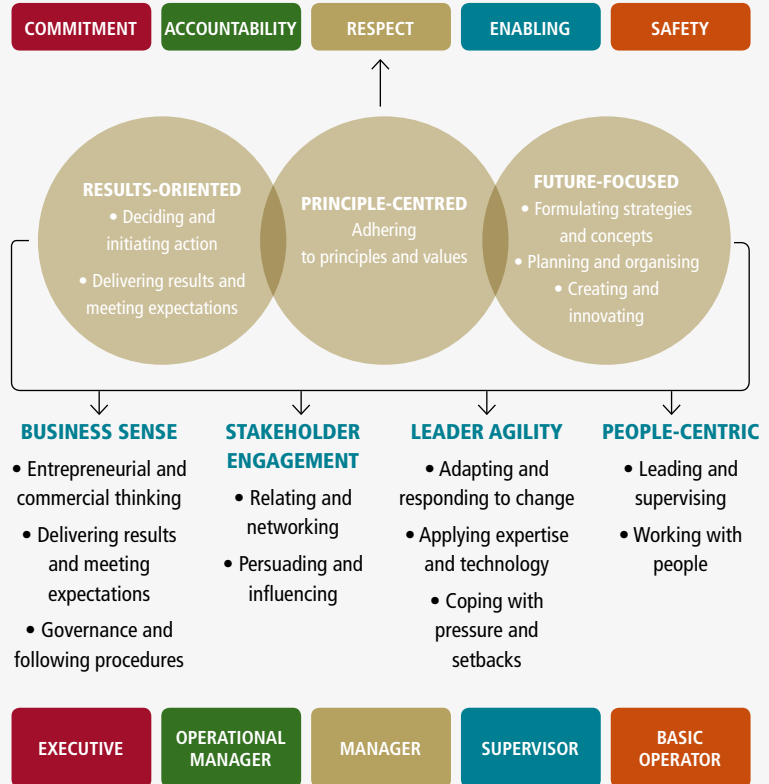 COMMITMENT
ACCOUNTABILITY
RESPECT
ENABLING
SAFETY
RESULTS-ORIENTED
• Deciding and
initiating action
• Delivering results and
meeting expectations
PRINCIPLE-CENTRED
Adhering
to principles and values
FUTURE-FOCUSED
• Formulating strategies
and concepts
• Planning and organising
• Creating and
innovating
BUSINESS SENSE
• Entrepreneurial and
commercial thinking
• Delivering results
and meeting
expectations
• Governance and
following procedures
STAKEHOLDER
ENGAGEMENT
• Relating and
networking
• Persuading and
influencing
LEADER AGILITY
• Adapting and
responding to change
• Applying expertise
and technology
• Coping with
pressure and
setbacks
PEOPLE-CENTRIC
• Leading and
supervising
• Working with
people
EXECUTIVE
OPERATIONAL
MANAGER
MANAGER
SUPERVISOR
BASIC
OPERATOR